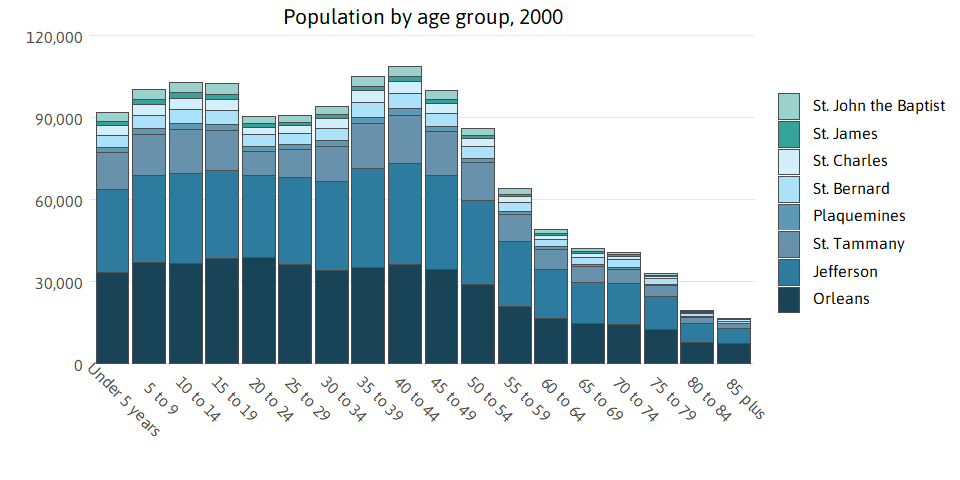 Population by age group, 2000
120,000
90,000
60,000
30,000
0
Under 5 years
5 to 9
10 to 14
15 to 19
20 to 24
25 to 29
30 to 34
35 to 39
40 to 44
45 to 49
50 to 54
55 to 59
60 to 64
65 to 69
70 to 74
75 to 79
80 to 84
85 plus
St. John the Baptist
St. James
St. Charles
St. Bernard
Plaquemines
St. Tammany
Jefferson
Orleans